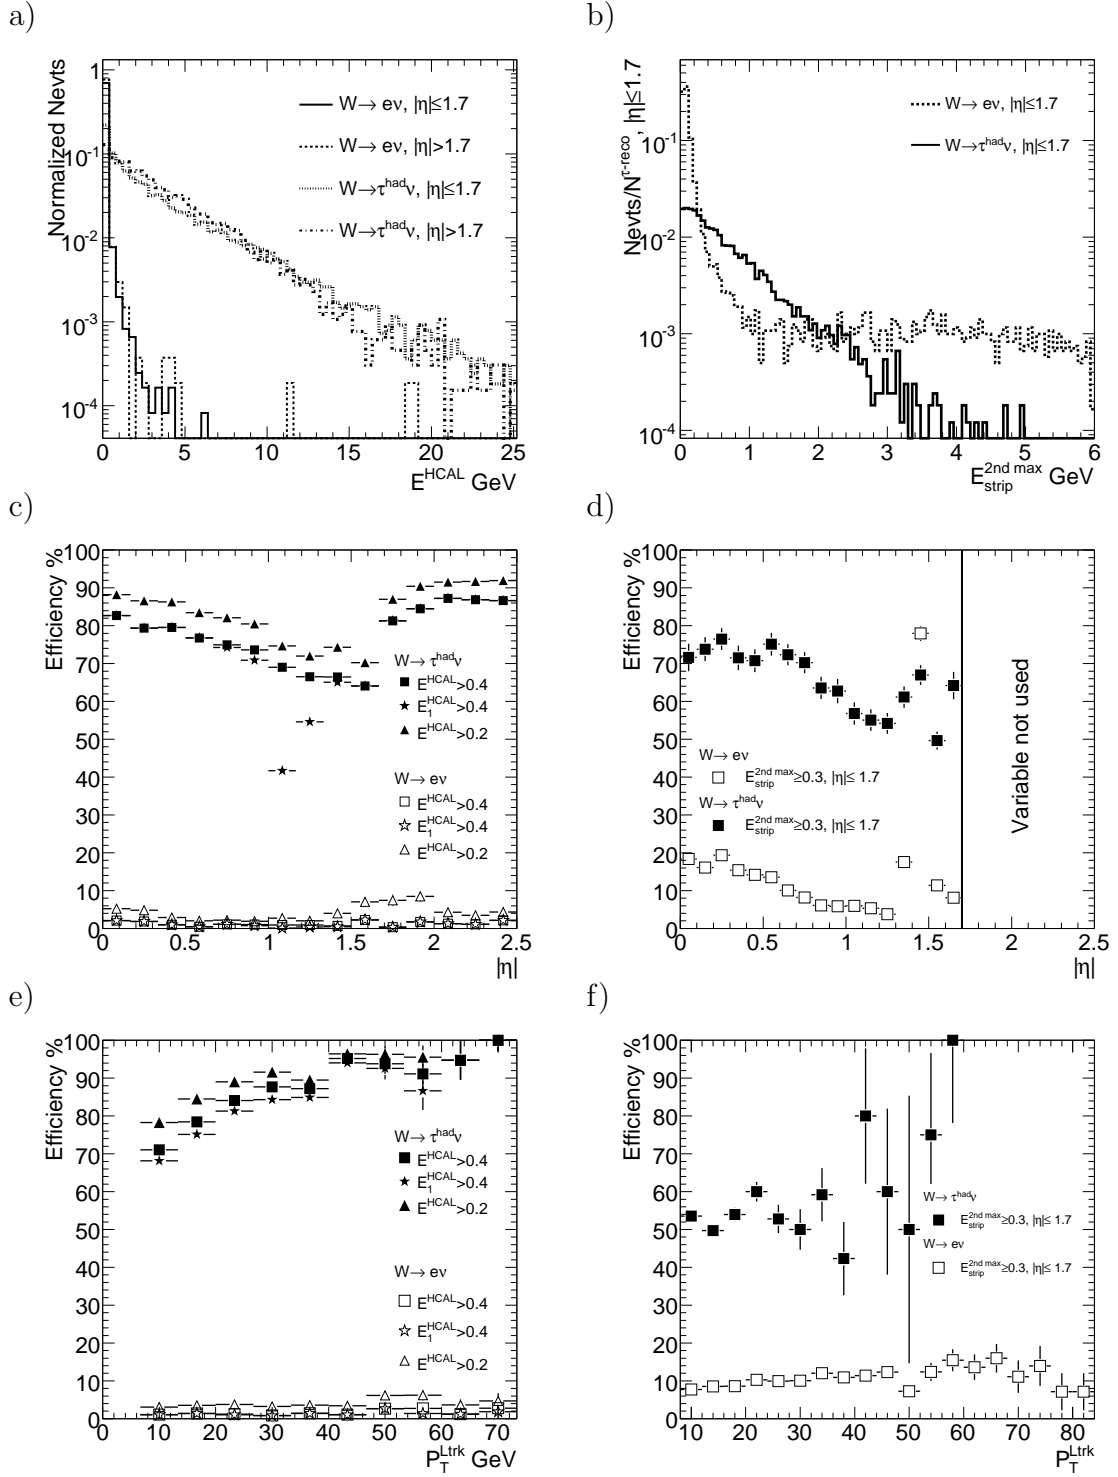 a)
Normalized Nevts
1
10⁻¹
10⁻²
10⁻³
10⁻⁴
W→ eν, |η|≤1.7
W→ eν, |η|>1.7
W→τ^had ν, |η|≤1.7
W→τ^had ν, |η|>1.7
0 5 10 15 20 25
E^HCAL GeV
b)
Nevts/N^τ-reco, |η|≤1.7
10⁻¹
10⁻²
10⁻³
10⁻⁴
W→ eν, |η|≤1.7
W→τ^had ν, |η|≤1.7
0 1 2 3 4 5 6
E_strip^2nd max GeV
c)
Efficiency %
100
90
80
70
60
50
40
30
20
10
0
W→τ^had ν
E^HCAL>0.4
E_1^HCAL>0.4
E^HCAL>0.2
W→ eν
E^HCAL>0.4
E_1^HCAL>0.4
E^HCAL>0.2
0 0.5 1 1.5 2 2.5
|η|
d)
Efficiency %
100
90
80
70
60
50
40
30
20
10
0
W→ eν
E_strip^2nd max≥0.3, |η|≤ 1.7
W→ τ^had ν
E_strip^2nd max≥0.3, |η|≤ 1.7
Variable not used
0 0.5 1 1.5 2 2.5
|η|
e)
Efficiency %
100
90
80
70
60
50
40
30
20
10
0
W→ τ^had ν
E^HCAL>0.4
E_1^HCAL>0.4
E^HCAL>0.2
W→ eν
E^HCAL>0.4
E_1^HCAL>0.4
E^HCAL>0.2
0 10 20 30 40 50 60 70
P_T^Ltrk GeV
f)
Efficiency %
100
90
80
70
60
50
40
30
20
10
0
W→ τ^had ν
E_strip^2nd max≥0.3, |η|≤ 1.7
W→ eν
E_strip^2nd max≥0.3, |η|≤ 1.7
10 20 30 40 50 60 70 80
P_T^Ltrk